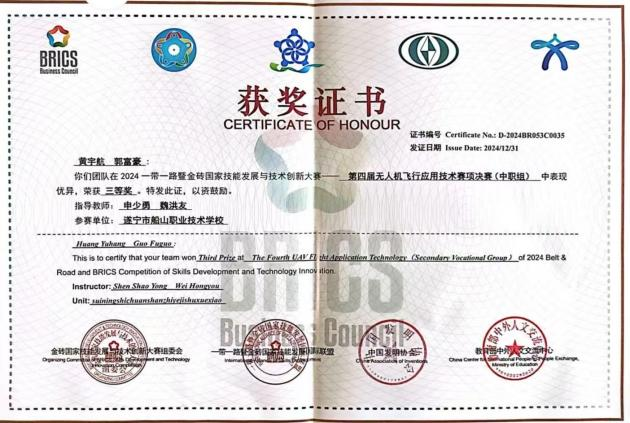 BRICS
Business Council
获奖证书
CERTIFICATE OF HONOUR
证书编号 Certificate No.: D-2024BR053C0035
发证日期 Issue Date: 2024/12/31
黄宇航 郭富豪：
你们团队在 2024 一带一路暨金砖国家技能发展与技术创新大赛—— 第四届无人机飞行应用技术赛项决赛（中职组） 中表现
优异，荣获 三等奖 。特发此证，以资鼓励。
指导教师： 申少勇 魏洪友
参赛单位： 遂宁市船山职业技术学校
Huang Yuhang Guo Fuguo :
This is to certify that your team won Third Prize at The Fourth UAV Flight Application Technology (Secondary Vocational Group) of 2024 Belt &
Road and BRICS Competition of Skills Development and Technology Innovation.
Instructor: Shen Shao Yong Wei Hongyou
Unit: suiningshichuanshanzhiyejishuxuexiao
BRICS
Business Council
金砖国家技能发展与技术创新大赛组委会
Organizing Committee of BRICS Skills Development and Technology
Innovation Competition
一带一路暨金砖国家技能发展国际联盟
中国发明协会
China Association of Inventions
教育部中外人文交流中心
China Center for International People-to-People Exchange,
Ministry of Education